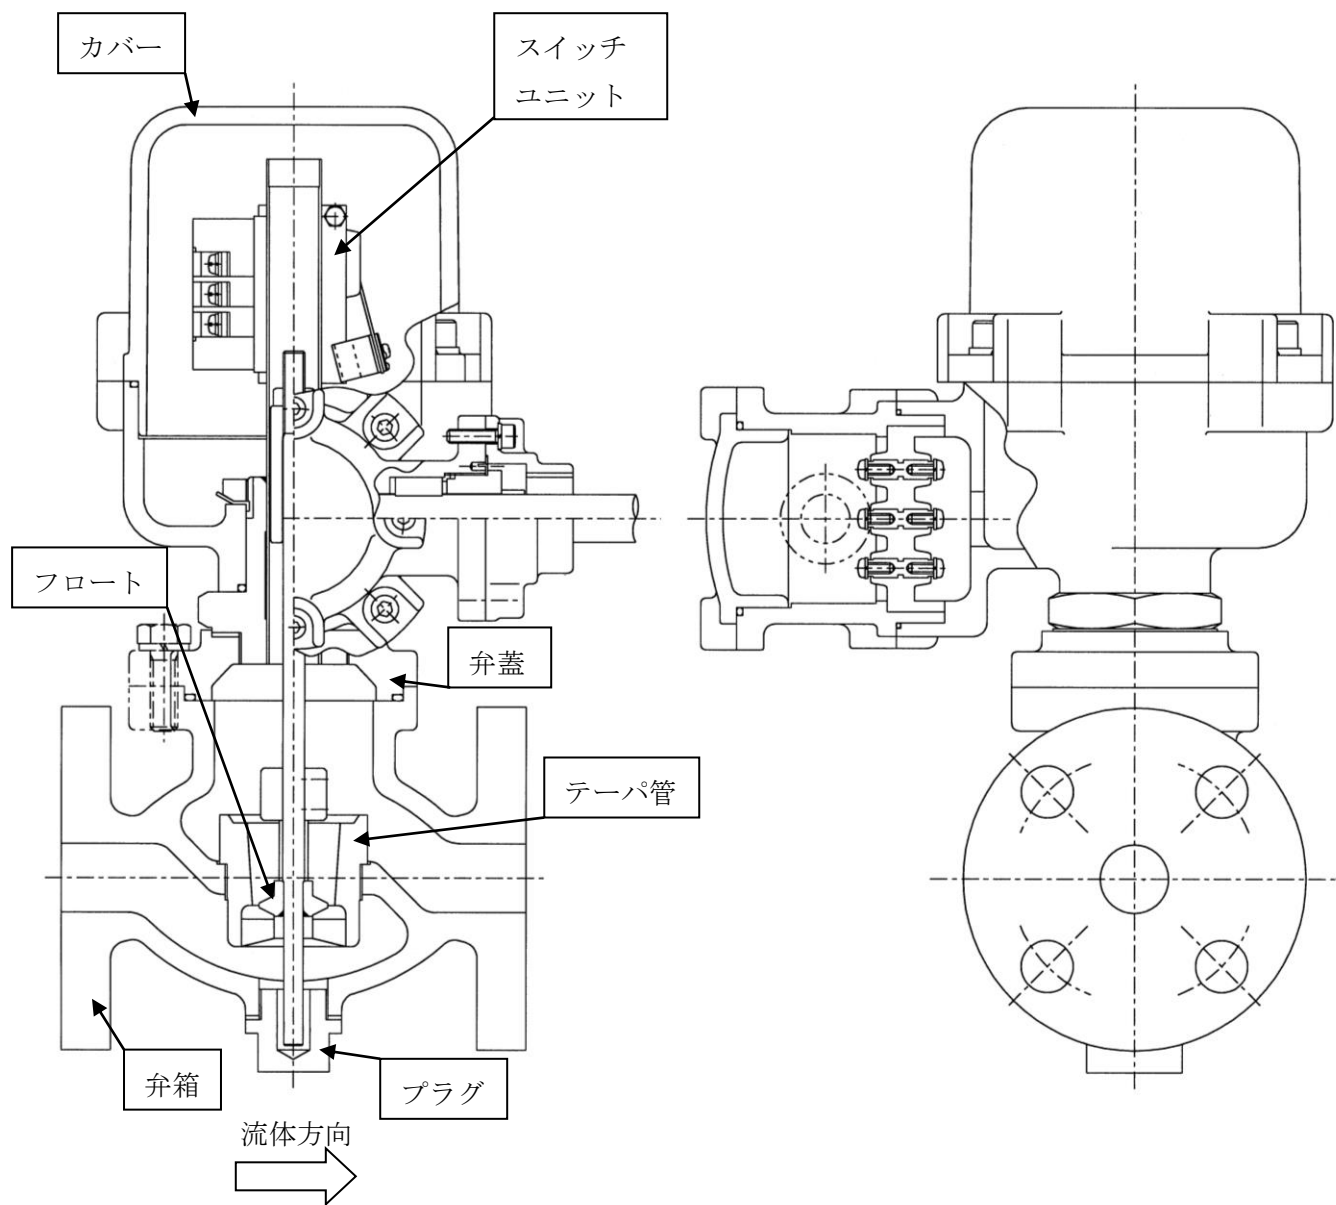 カバー
スイッチ
ユニット
フロート
弁蓋
テーパ管
弁箱
プラグ
流体方向